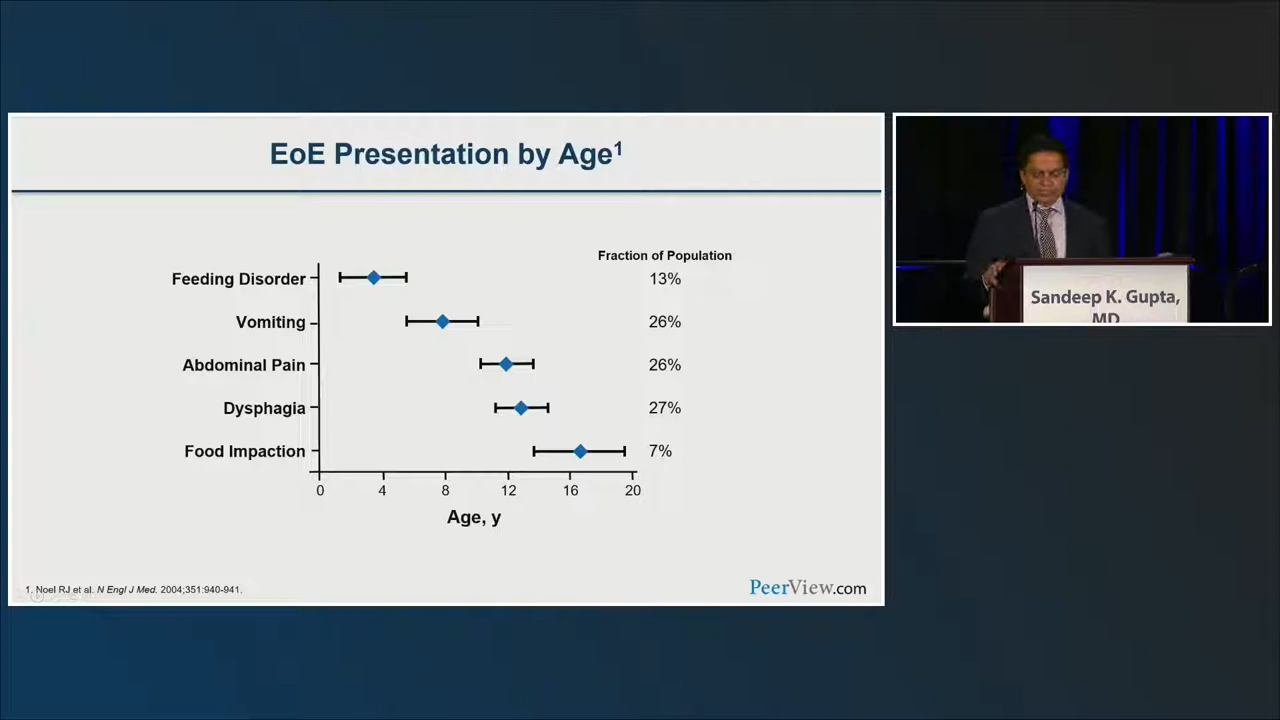 EoE Presentation by Age1
Fraction of Population
Feeding Disorder 13%
Vomiting 26%
Abdominal Pain 26%
Dysphagia 27%
Food Impaction 7%
0 4 8 12 16 20
Age, y
1. Noel RJ et al. N Engl J Med. 2004;351:940-941.
PeerView.com
Sandeep K. Gupta,
MD